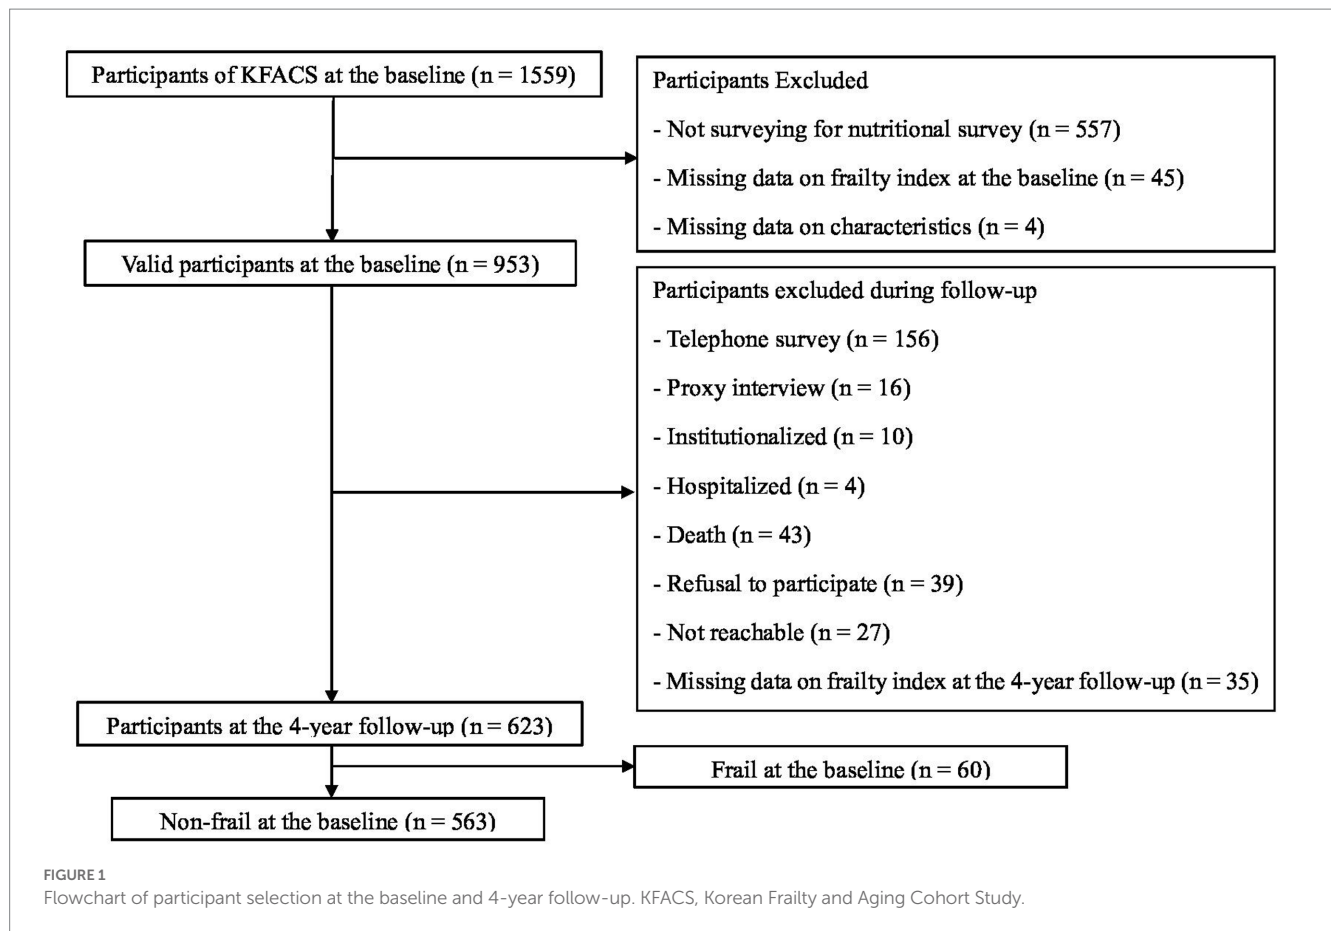 Participants of KFACS at the baseline (n = 1559)
Participants Excluded
- Not surveying for nutritional survey (n = 557)
- Missing data on frailty index at the baseline (n = 45)
- Missing data on characteristics (n = 4)
Valid participants at the baseline (n = 953)
Participants excluded during follow-up
- Telephone survey (n = 156)
- Proxy interview (n = 16)
- Institutionalized (n = 10)
- Hospitalized (n = 4)
- Death (n = 43)
- Refusal to participate (n = 39)
- Not reachable (n = 27)
- Missing data on frailty index at the 4-year follow-up (n = 35)
Participants at the 4-year follow-up (n = 623)
Frail at the baseline (n = 60)
Non-frail at the baseline (n = 563)
FIGURE 1
Flowchart of participant selection at the baseline and 4-year follow-up. KFACS, Korean Frailty and Aging Cohort Study.